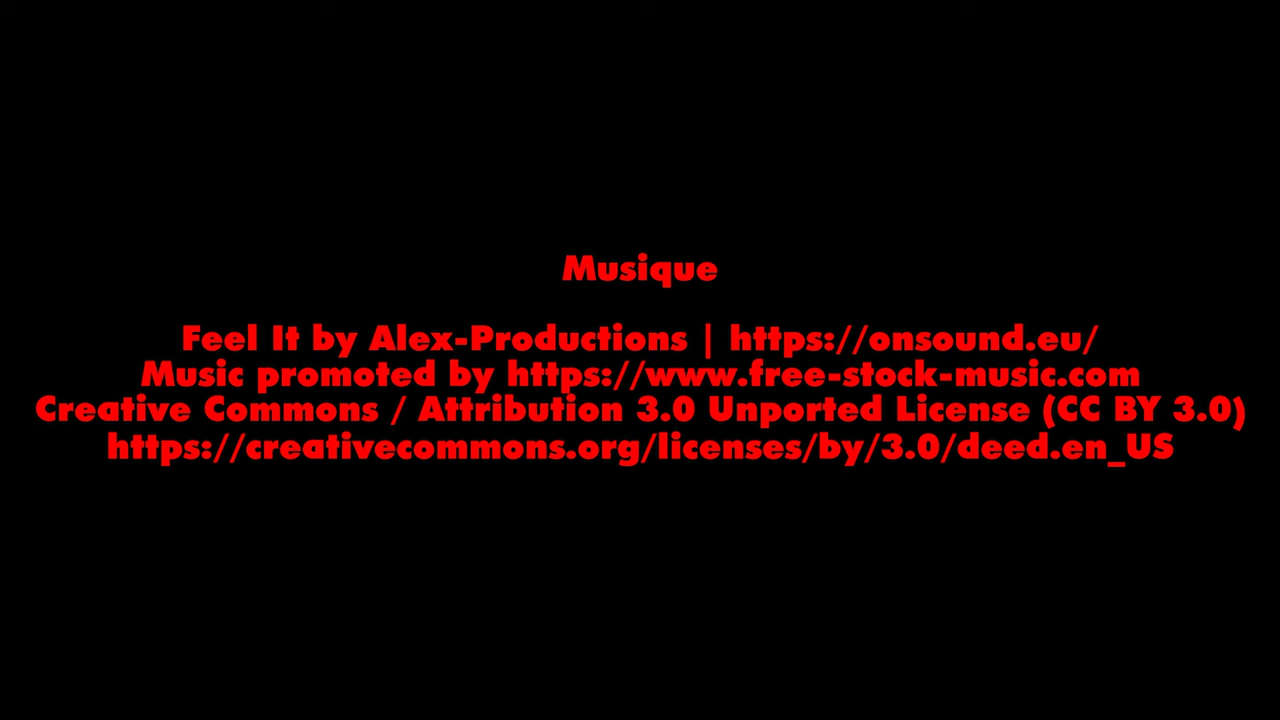 Musique
Feel It by Alex-Productions | https://onsound.eu/
Music promoted by https://www.free-stock-music.com
Creative Commons / Attribution 3.0 Unported License (CC BY 3.0)
https://creativecommons.org/licenses/by/3.0/deed.en_US